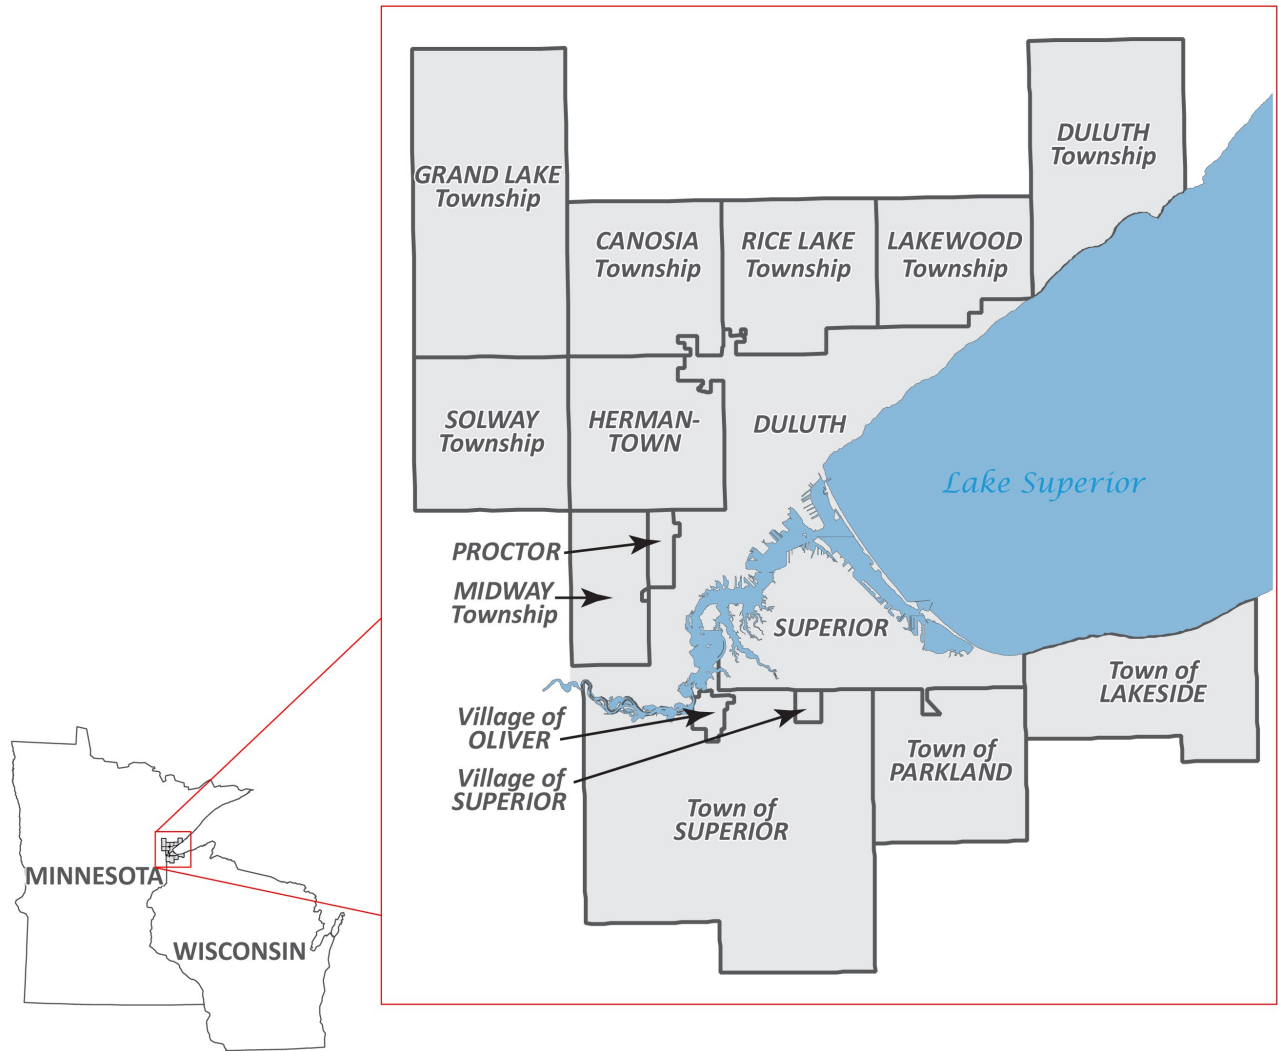 DULUTH
Township
GRAND LAKE
Township
CANOSIA
Township
RICE LAKE
Township
LAKEWOOD
Township
SOLWAY
Township
HERMAN-
TOWN
DULUTH
Lake Superior
PROCTOR
MIDWAY
Township
SUPERIOR
Town of
LAKESIDE
Village of
OLIVER
Village of
SUPERIOR
Town of
PARKLAND
Town of
SUPERIOR
MINNESOTA
WISCONSIN